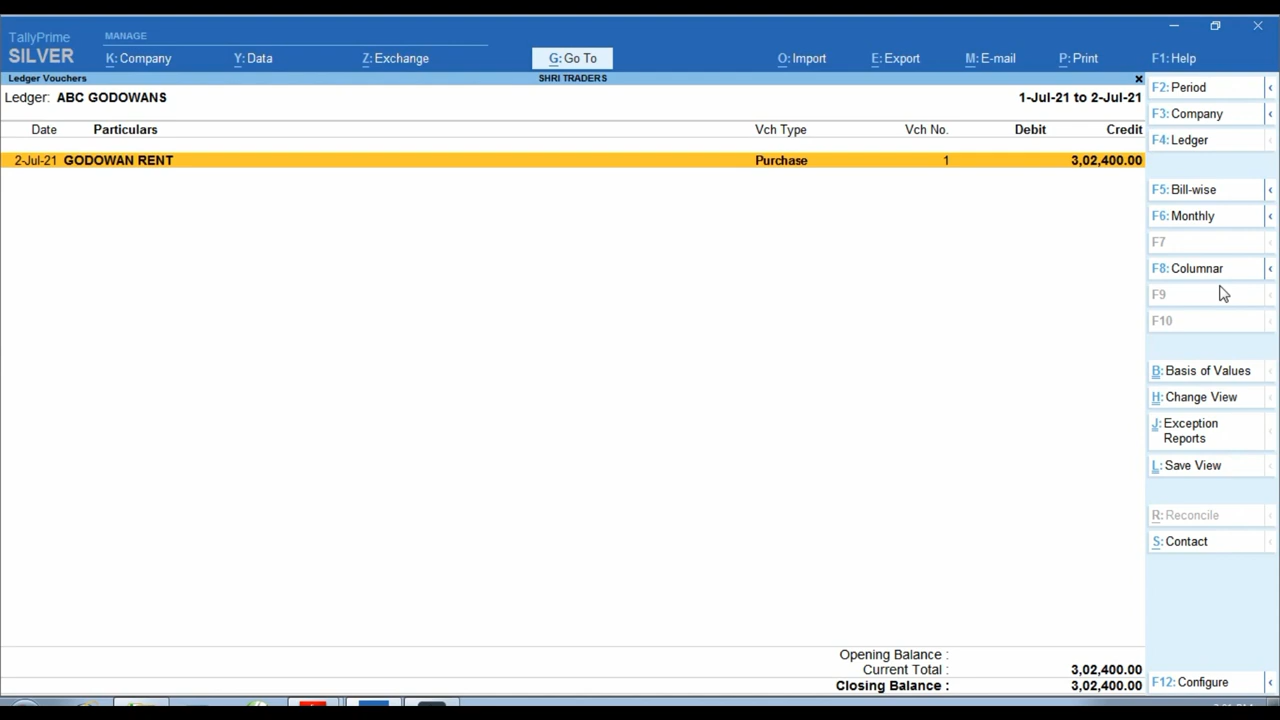 TallyPrime MANAGE
SILVER K: Company Y: Data Z: Exchange G: Go To O: Import E: Export M: E-mail P: Print F1: Help
Ledger Vouchers SHRI TRADERS ×
Ledger: ABC GODOWANS 1-Jul-21 to 2-Jul-21
Date Particulars Vch Type Vch No. Debit Credit
2-Jul-21 GODOWAN RENT Purchase 1 3,02,400.00
Opening Balance :
Current Total : 3,02,400.00
Closing Balance : 3,02,400.00
F2: Period
F3: Company
F4: Ledger
F5: Bill-wise
F6: Monthly
F7
F8: Columnar
F9
F10
B: Basis of Values
H: Change View
J: Exception
Reports
L: Save View
R: Reconcile
S: Contact
F12: Configure